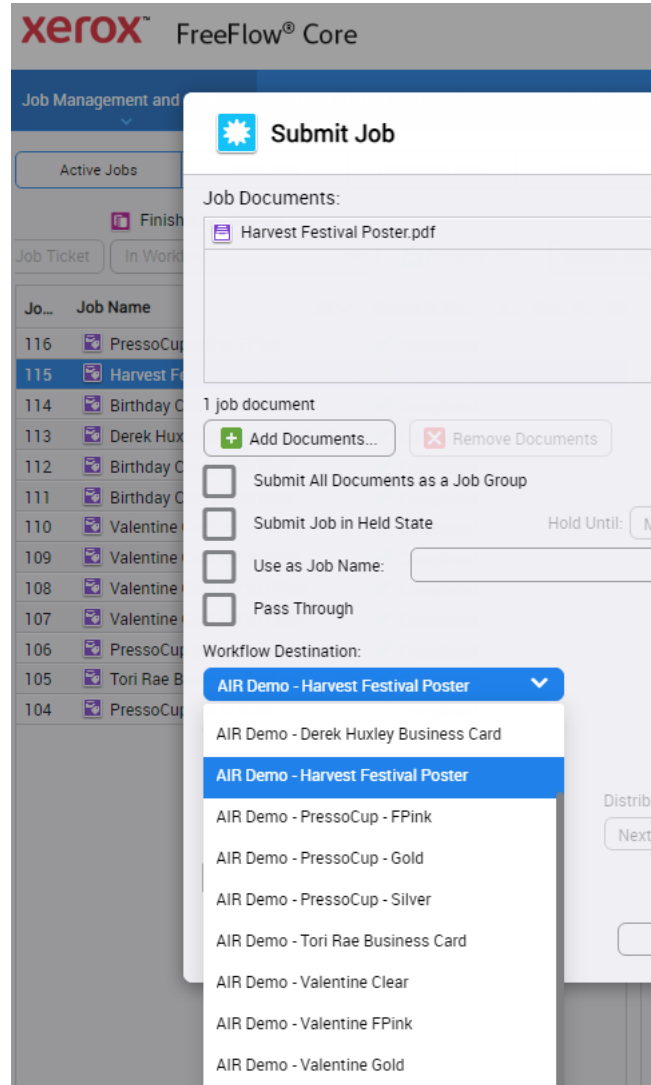 xerox™ FreeFlow® Core
Job Management and
Submit Job
Active Jobs
Job Documents:
Finish
Harvest Festival Poster.pdf
Job Ticket
In Workf
Jo... Job Name
116 PressoCup
115 Harvest Fe
114 Birthday C
113 Derek Hux
112 Birthday C
111 Birthday C
110 Valentine
109 Valentine
108 Valentine
107 Valentine
106 PressoCup
105 Tori Rae B
104 PressoCup
1 job document
Add Documents... Remove Documents
Submit All Documents as a Job Group
Submit Job in Held State Hold Until:
Use as Job Name:
Pass Through
Workflow Destination:
AIR Demo - Harvest Festival Poster
AIR Demo - Derek Huxley Business Card
AIR Demo - Harvest Festival Poster
AIR Demo - PressoCup - FPink
AIR Demo - PressoCup - Gold
AIR Demo - PressoCup - Silver
AIR Demo - Tori Rae Business Card
AIR Demo - Valentine Clear
AIR Demo - Valentine FPink
AIR Demo - Valentine Gold
Distrib
Next